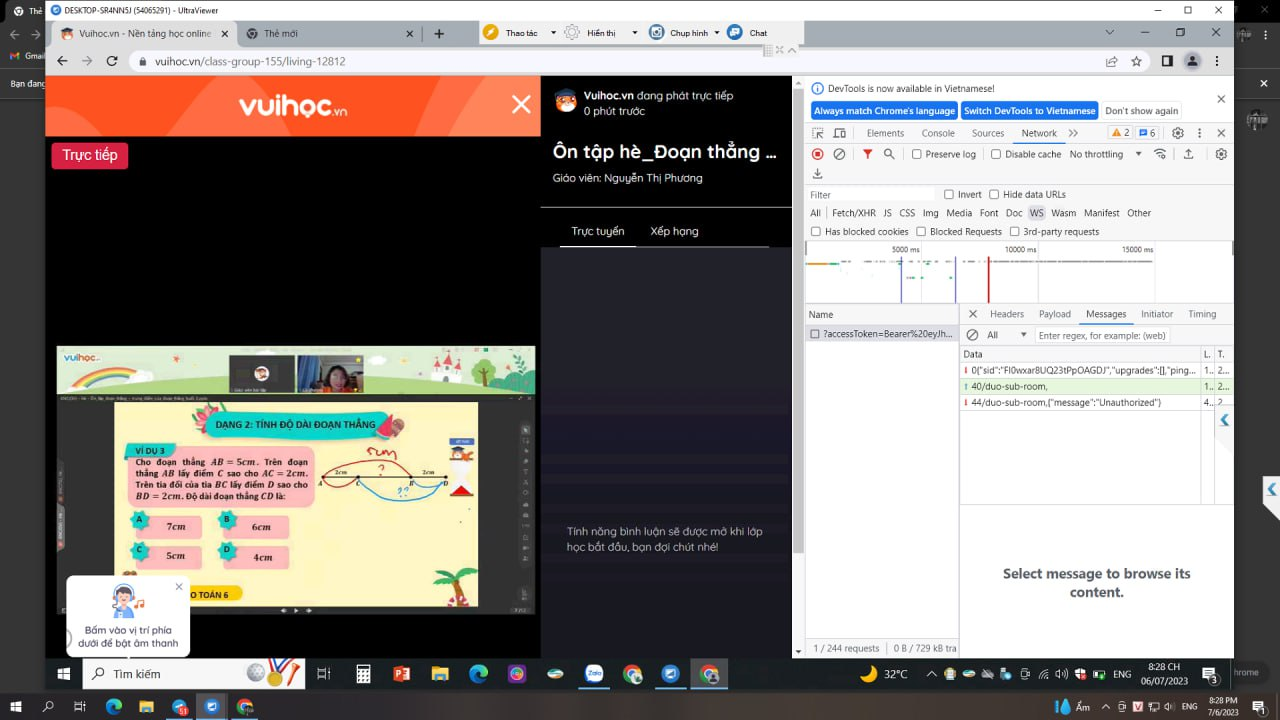 DESKTOP-SR4NN5J (54065291) - UltraViewer
Vuihoc.vn - Nền tảng học online
Thẻ mới
Thao tác
Hiển thị
Chụp hình
Chat
vuihoc.vn/class-group-155/living-12812
vuihọc.vn
Trực tiếp
Vuihoc.vn đang phát trực tiếp
0 phút trước
Ôn tập hè_Đoạn thẳng ...
Giáo viên: Nguyễn Thị Phương
Trực tuyến
Xếp hạng
Tính năng bình luận sẽ được mở khi lớp
học bắt đầu, bạn đợi chút nhé!
DẠNG 2: TÍNH ĐỘ DÀI ĐOẠN THẲNG
VÍ DỤ 3
Cho đoạn thẳng AB = 5cm. Trên đoạn
thẳng AB lấy điểm C sao cho AC = 2cm.
Trên tia đối của tia BC lấy điểm D sao cho
BD = 2cm. Độ dài đoạn thẳng CD là:
5cm
2cm
?
2cm
A
C
B
D
??
A
7cm
B
6cm
C
5cm
D
4cm
O TOÁN 6
Bấm vào vị trí phía
dưới để bật âm thanh
DevTools is now available in Vietnamese!
Always match Chrome's language
Switch DevTools to Vietnamese
Don't show again
Elements
Console
Sources
Network
2
6
Preserve log
Disable cache
No throttling
Filter
Invert
Hide data URLs
All
Fetch/XHR
JS
CSS
Img
Media
Font
Doc
WS
Wasm
Manifest
Other
Has blocked cookies
Blocked Requests
3rd-party requests
5000 ms
10000 ms
15000 ms
Name
Headers
Payload
Messages
Initiator
Timing
?accessToken=Bearer%20eyJh...
All
Enter regex, for example: (web)
Data
L.
T.
0{"sid":"FI0wxar8UQ23tPpOAGDJ","upgrades":[],"ping...
1..
2...
40/duo-sub-room,
1..
2...
44/duo-sub-room,{"message":"Unauthorized"}
4..
2
Select message to browse its
content.
1 / 244 requests
0 B / 729 kB tra
Tìm kiếm
Zalo
32°C
ENG
8:28 CH
06/07/2023
Ẩm
ENG
8:28 PM
7/6/2023